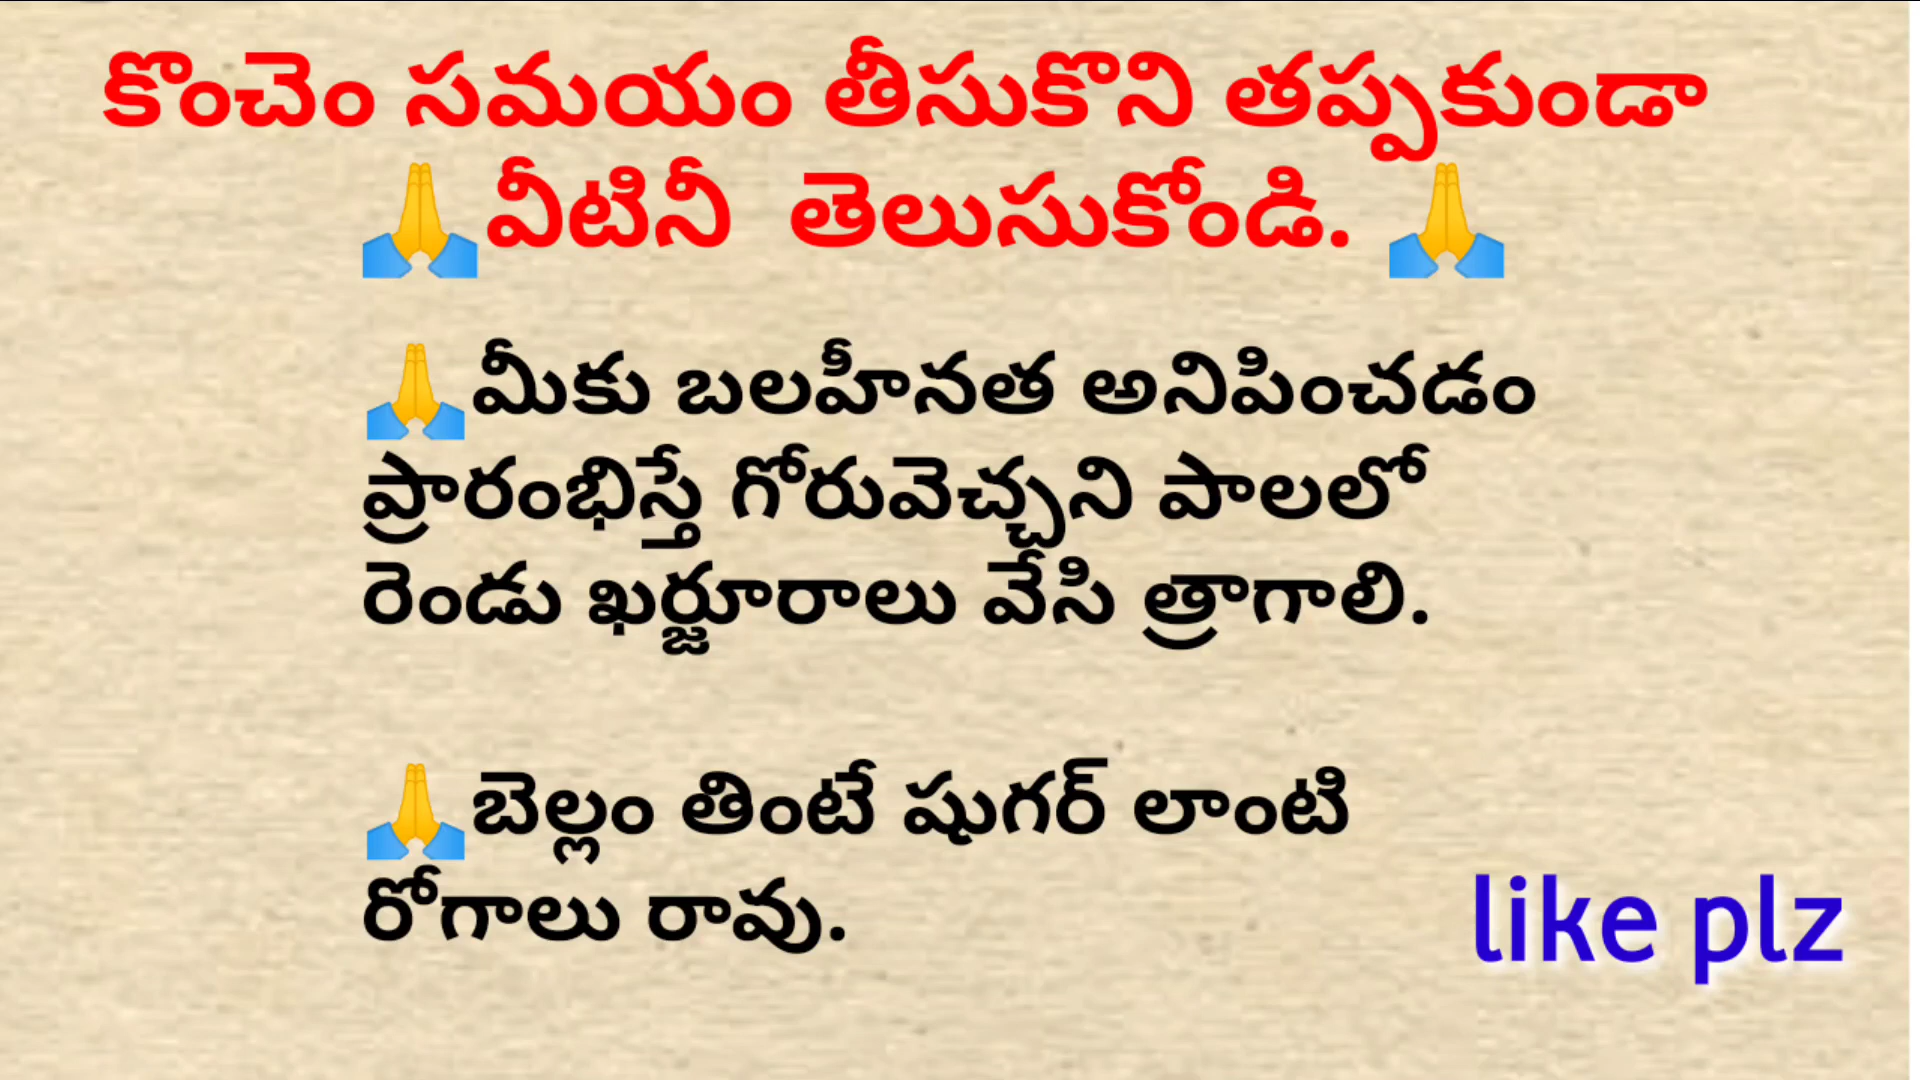 కొంచెం సమయం తీసుకొని తప్పకుండా
🙏వీటినీ తెలుసుకోండి. 🙏
🙏మీకు బలహీనత అనిపించడం
ప్రారంభిస్తే గోరువెచ్చని పాలలో
రెండు ఖర్జూరాలు వేసి త్రాగాలి.
🙏బెల్లం తింటే షుగర్ లాంటి
రోగాలు రావు.
like plz